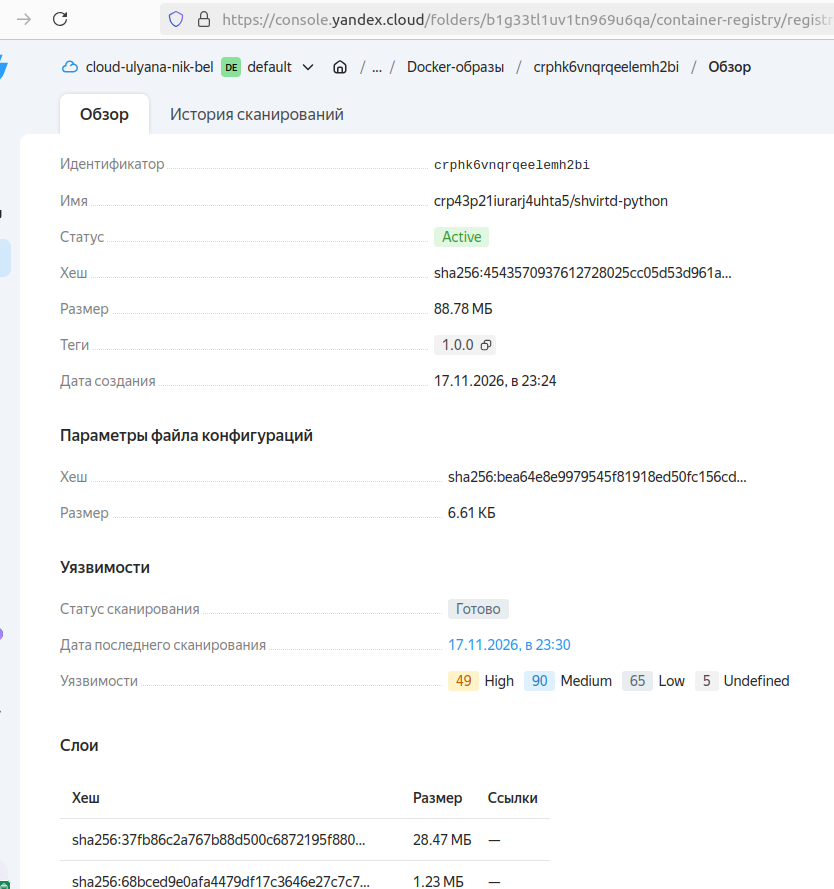 https://console.yandex.cloud/folders/b1g33tl1uv1tn969u6qa/container-registry/regist
cloud-ulyana-nik-bel DE default / ... / Docker-образы / crphk6vnqrqeelemh2bi / Обзор
Обзор История сканирований
Идентификатор crphk6vnqrqeelemh2bi
Имя crp43p21iurarj4uhta5/shvirtd-python
Статус Active
Хеш sha256:4543570937612728025cc05d53d961a...
Размер 88.78 МБ
Теги 1.0.0
Дата создания 17.11.2026, в 23:24
Параметры файла конфигураций
Хеш sha256:bea64e8e9979545f81918ed50fc156cd...
Размер 6.61 КБ
Уязвимости
Статус сканирования Готово
Дата последнего сканирования 17.11.2026, в 23:30
Уязвимости 49 High 90 Medium 65 Low 5 Undefined
Слои
Хеш Размер Ссылки
sha256:37fb86c2a767b88d500c6872195f880... 28.47 МБ —
sha256:68bced9e0afa4479df17c3646e27c7c7... 1.23 МБ —